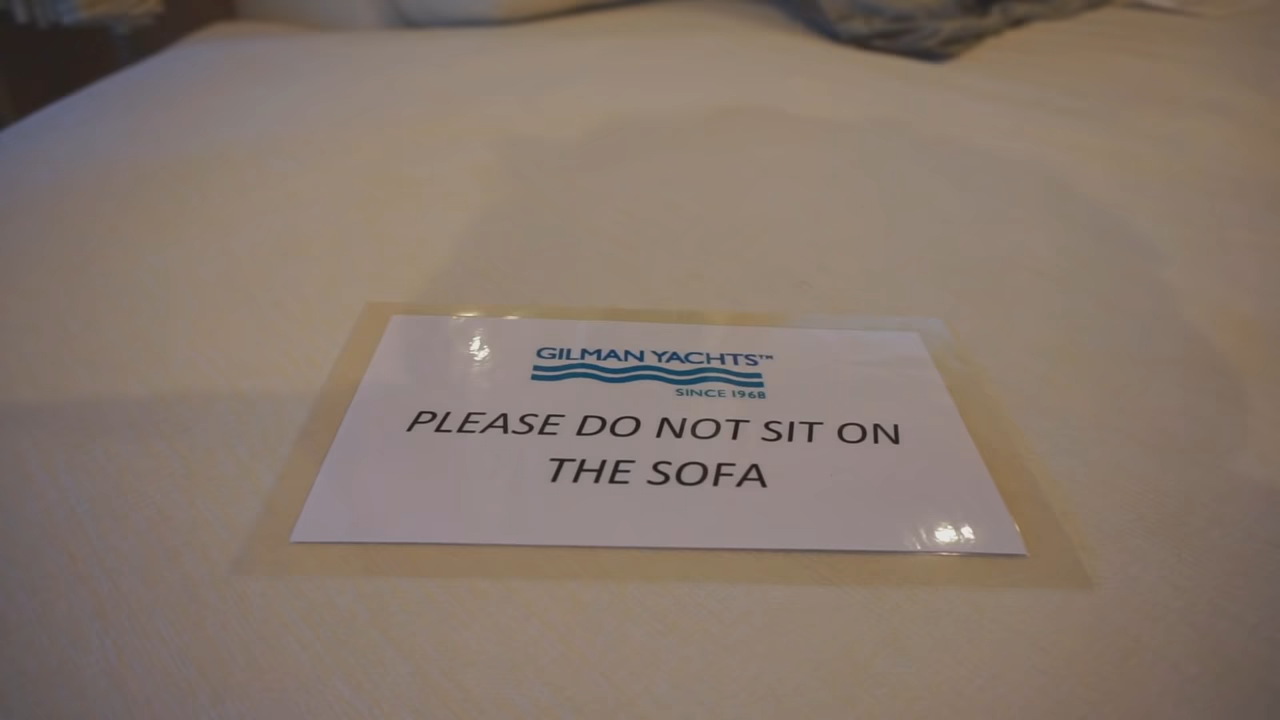 GILMAN YACHTS™
SINCE 1968
PLEASE DO NOT SIT ON
THE SOFA